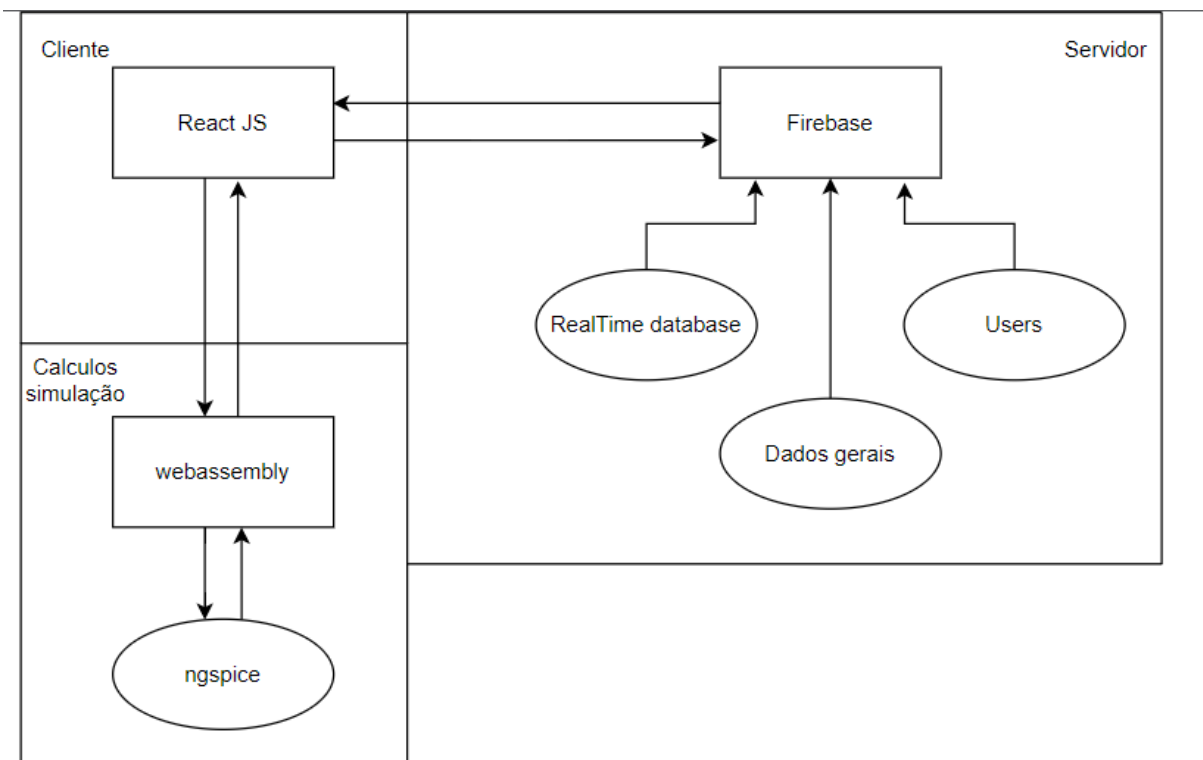 Cliente
Servidor
React JS
Firebase
RealTime database
Users
Calculos
simulação
Dados gerais
webassembly
ngspice